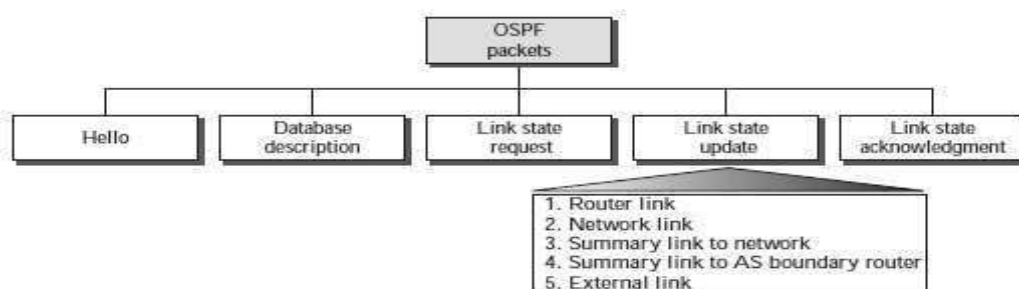 OSPF
packets
Hello
Database
description
Link state
request
Link state
update
Link state
acknowledgment
1. Router link
2. Network link
3. Summary link to network
4. Summary link to AS boundary router
5. External link